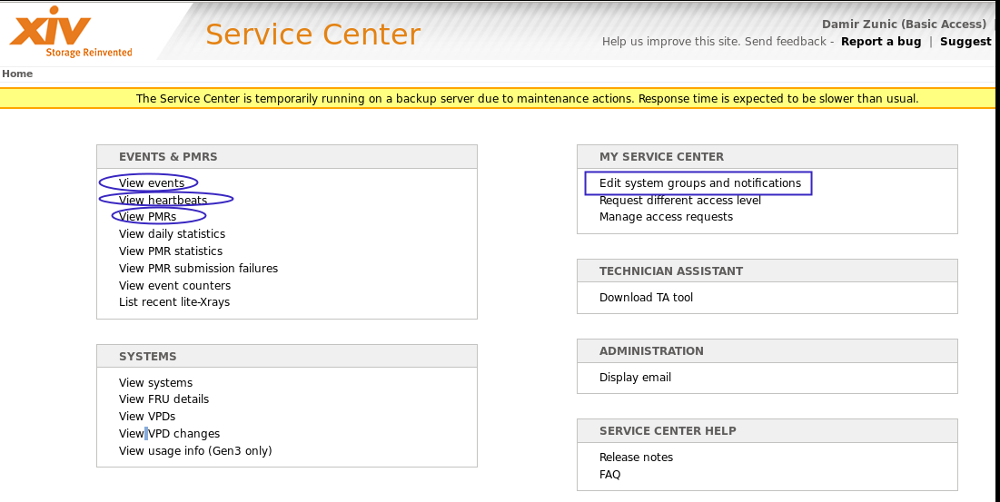 XIV
Storage Reinvented
Service Center
Damir Zunic (Basic Access) |
Help us improve this site. Send feedback - Report a bug | Suggest
Home
The Service Center is temporarily running on a backup server due to maintenance actions. Response time is expected to be slower than usual.
EVENTS & PMRS
View events
View heartbeats
View PMRs
View daily statistics
View PMR statistics
View PMR submission failures
View event counters
List recent lite-Xrays
SYSTEMS
View systems
View FRU details
View VPDs
View VPD changes
View usage info (Gen3 only)
MY SERVICE CENTER
Edit system groups and notifications
Request different access level
Manage access requests
TECHNICIAN ASSISTANT
Download TA tool
ADMINISTRATION
Display email
SERVICE CENTER HELP
Release notes
FAQ